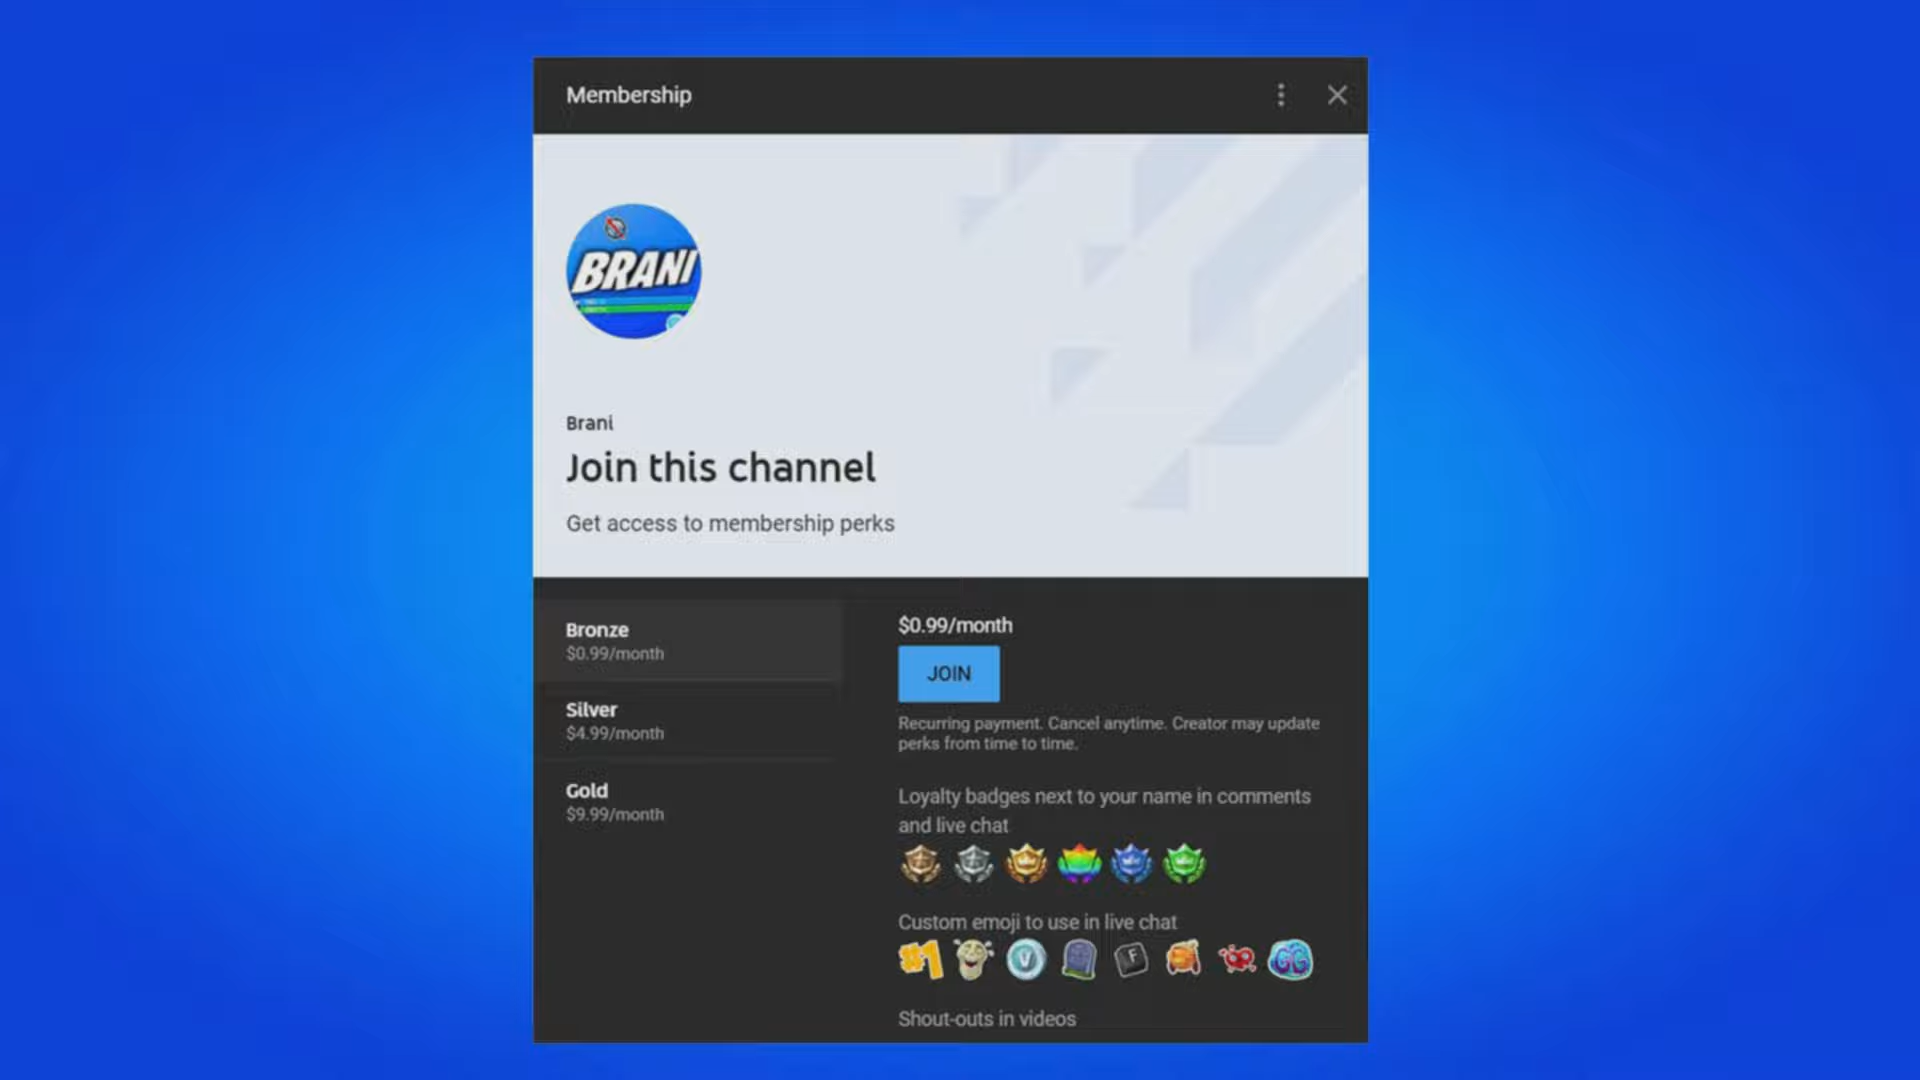 Membership
BRANI
Brani
Join this channel
Get access to membership perks
Bronze
$0.99/month
Silver
$4.99/month
Gold
$9.99/month
$0.99/month
JOIN
Recurring payment. Cancel anytime. Creator may update
perks from time to time.
Loyalty badges next to your name in comments
and live chat
Custom emoji to use in live chat
#1
V
F
GG
Shout-outs in videos